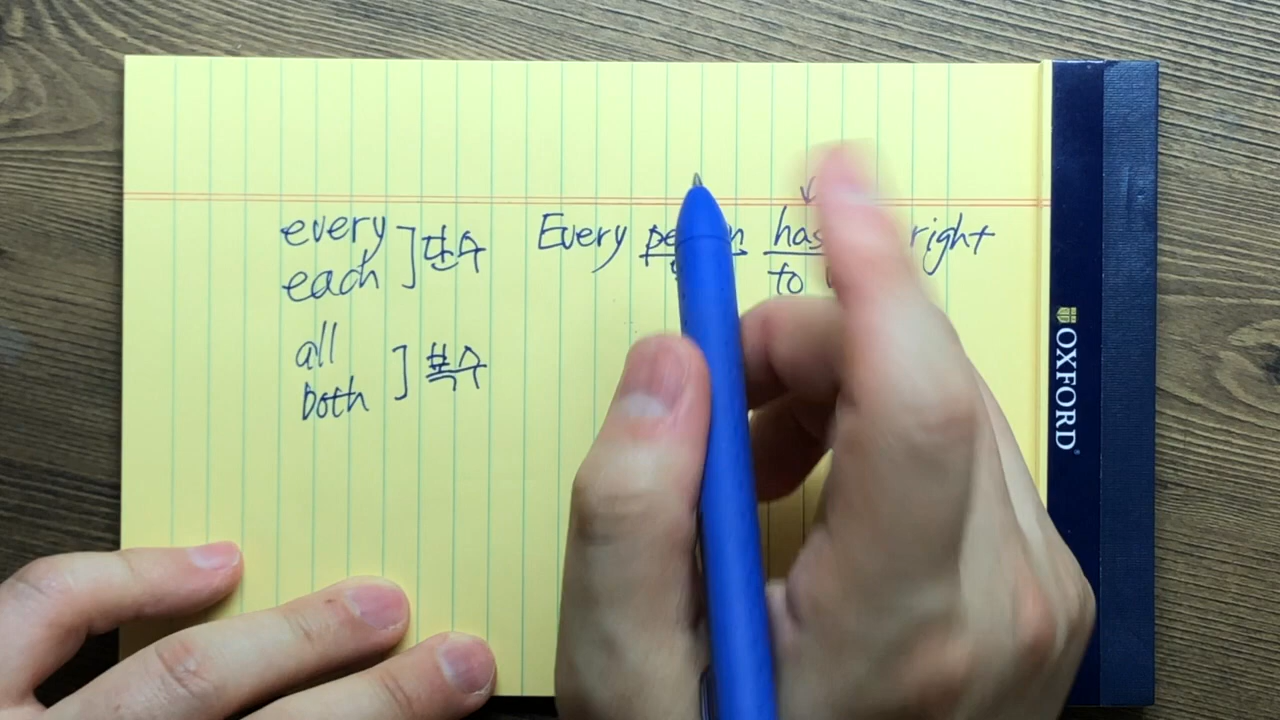 every
each
단수
all
both
복수
Every has right
to
OXFORD